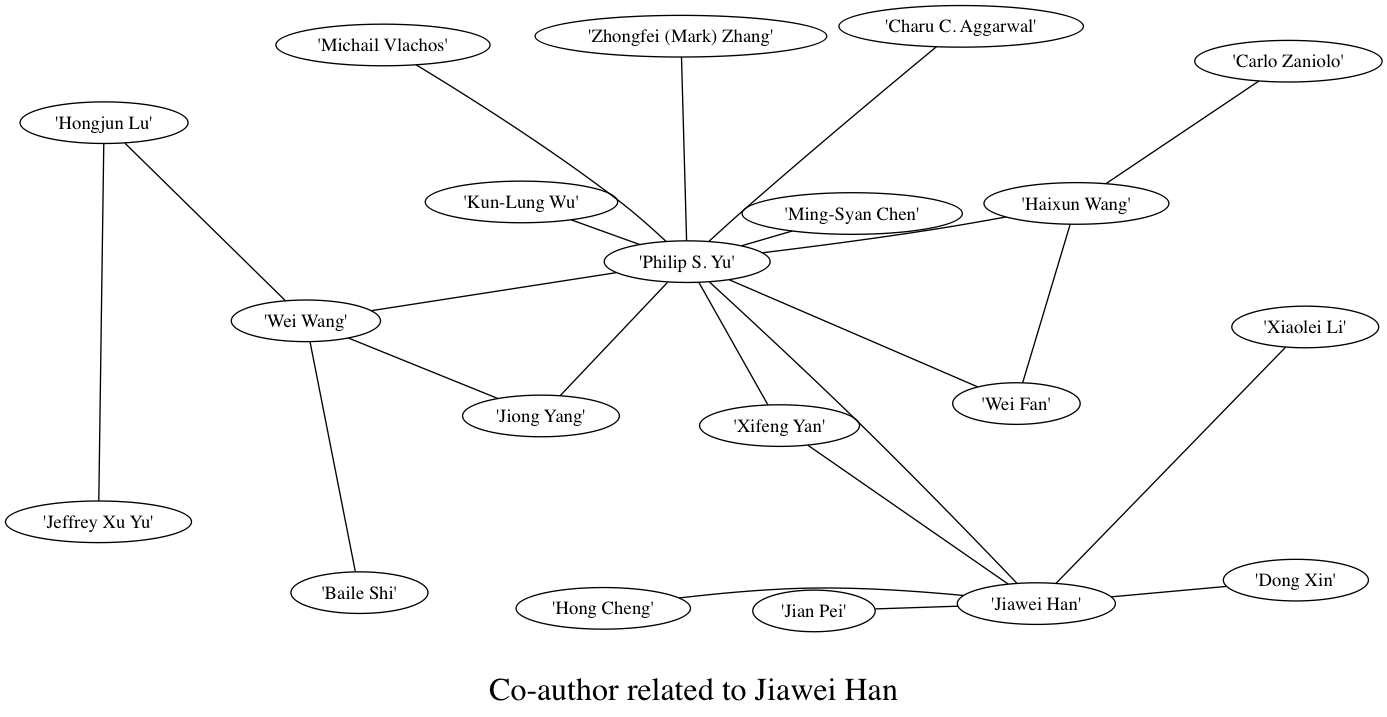 'Charu C. Aggarwal'
'Zhongfei (Mark) Zhang'
'Michail Vlachos'
'Carlo Zaniolo'
'Hongjun Lu'
'Kun-Lung Wu'
'Haixun Wang'
'Ming-Syan Chen'
'Philip S. Yu'
'Wei Wang'
'Xiaolei Li'
'Wei Fan'
'Jiong Yang'
'Xifeng Yan'
'Jeffrey Xu Yu'
'Dong Xin'
'Baile Shi'
'Jiawei Han'
'Hong Cheng'
'Jian Pei'
Co-author related to Jiawei Han